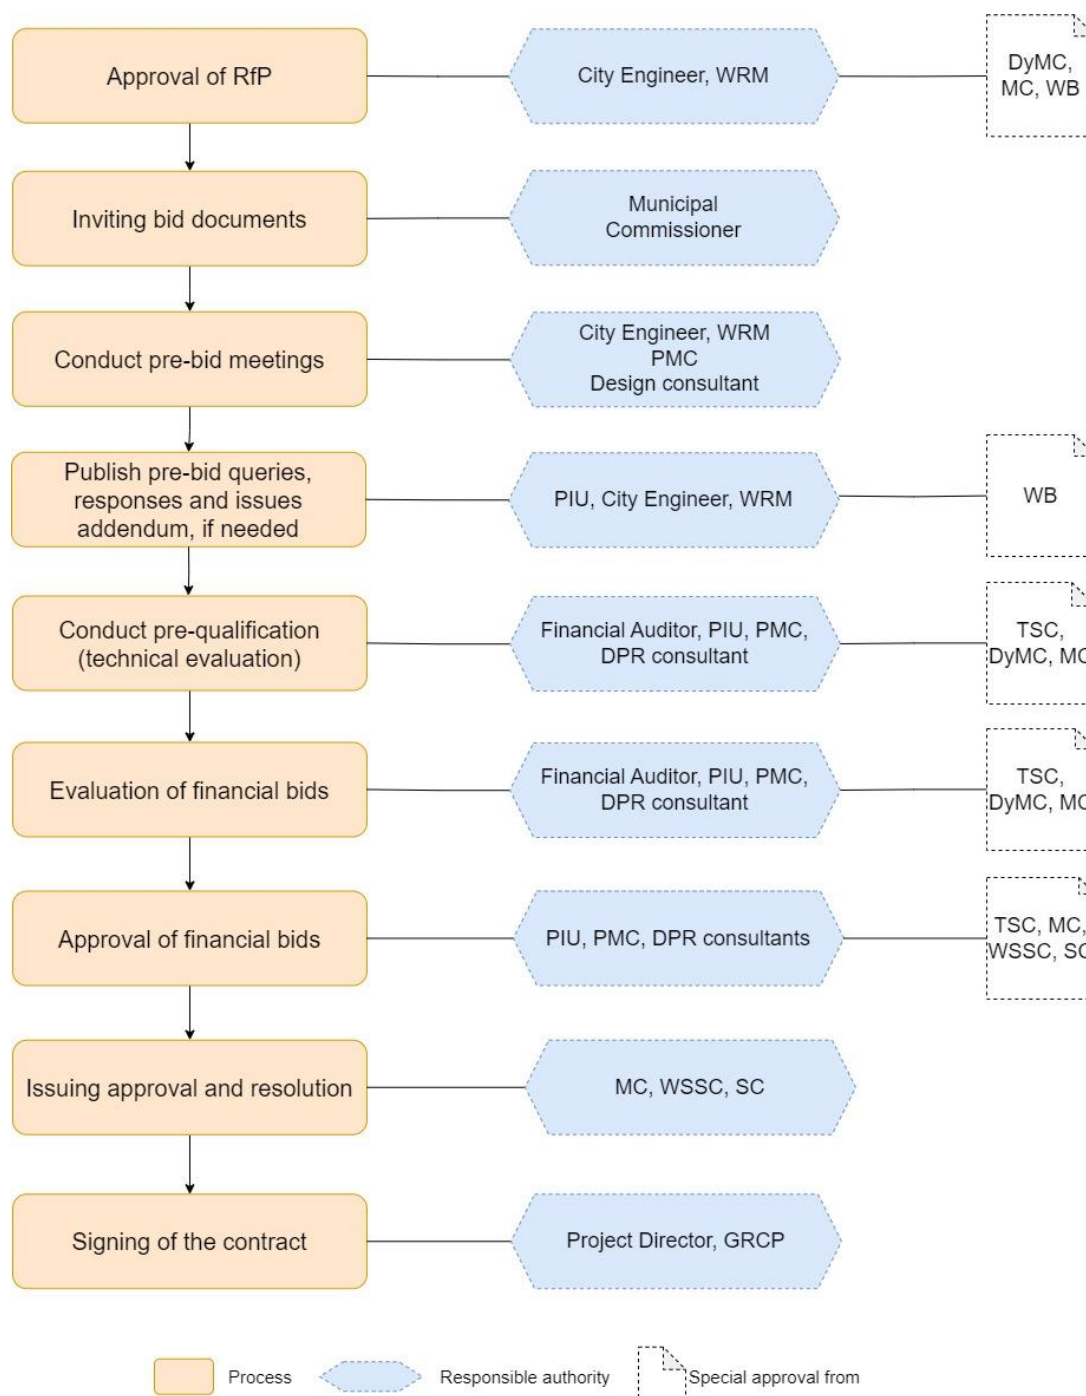 Approval of RfP
City Engineer, WRM
DyMC,
MC, WB
Inviting bid documents
Municipal
Commissioner
Conduct pre-bid meetings
City Engineer, WRM
PMC
Design consultant
Publish pre-bid queries,
responses and issues
addendum, if needed
PIU, City Engineer, WRM
WB
Conduct pre-qualification
(technical evaluation)
Financial Auditor, PIU, PMC,
DPR consultant
TSC,
DyMC, MC
Evaluation of financial bids
Financial Auditor, PIU, PMC,
DPR consultant
TSC,
DyMC, MC
Approval of financial bids
PIU, PMC, DPR consultants
TSC, MC,
WSSC, SC
Issuing approval and resolution
MC, WSSC, SC
Signing of the contract
Project Director, GRCP
Process
Responsible authority
Special approval from